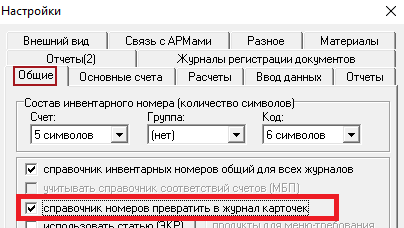 Настройки
Внешний вид Связь с АРМами Разное Материалы
Отчеты(2) Журналы регистрации документов
Общие Основные счета Расчеты Ввод данных Отчеты
Состав инвентарного номера (количество символов)
Счет: Группа: Код:
5 символов (нет) 6 символов
справочник инвентарных номеров общий для всех журналов
учитывать справочник соответствий счетов (МБП)
справочник номеров превратить в журнал карточек
использовать статью (ЭКР) продукты для меню-требования